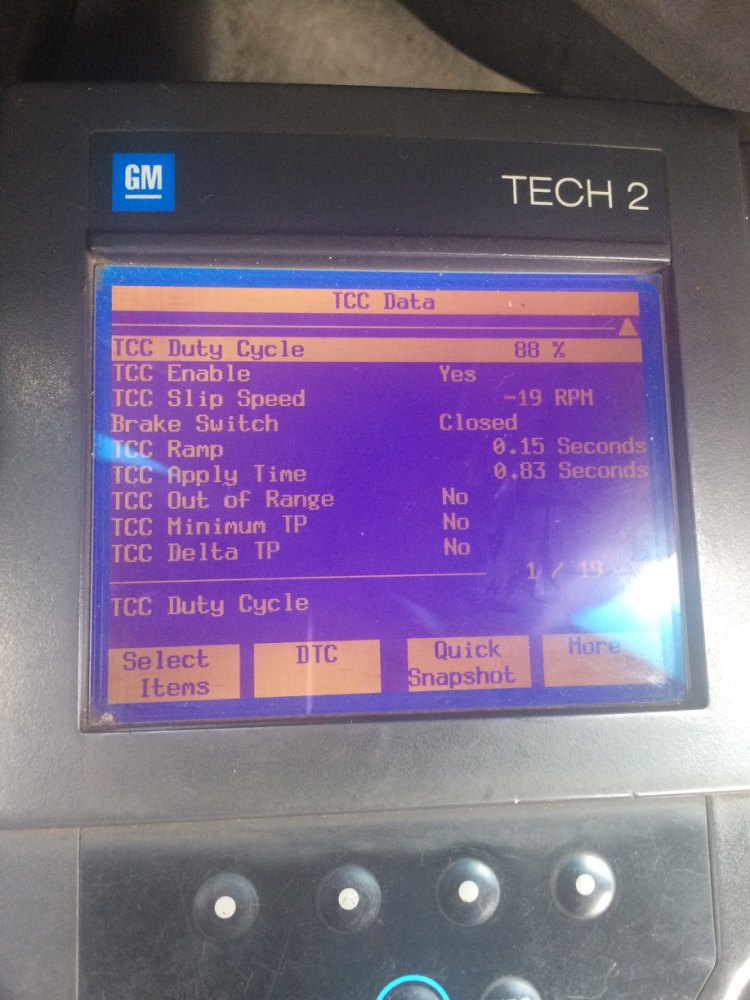 GM
TECH 2
TCC Data
TCC Duty Cycle 88 %
TCC Enable Yes
TCC Slip Speed -19 RPM
Brake Switch Closed
TCC Ramp 0.15 Seconds
TCC Apply Time 0.83 Seconds
TCC Out of Range No
TCC Minimum TP No
TCC Delta TP No
1 / 19
TCC Duty Cycle
Select Items
DTC
Quick Snapshot
More